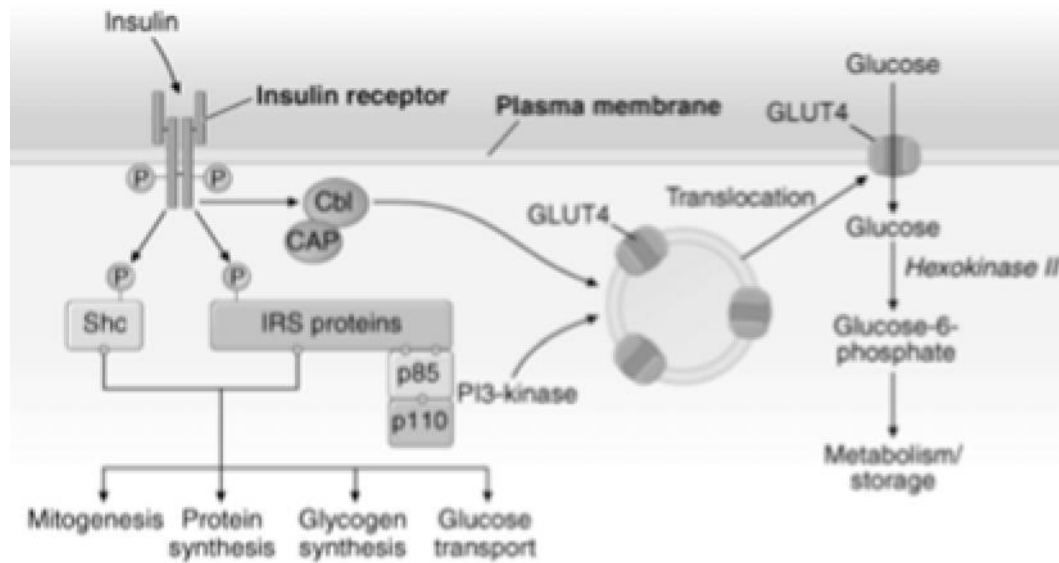 Insulin
Insulin receptor
Plasma membrane
Glucose
GLUT4
P
P
Cbl
CAP
GLUT4
Translocation
Glucose
Hexokinase II
P
P
Shc
IRS proteins
p85
p110
PI3-kinase
Glucose-6-
phosphate
Metabolism/
storage
Mitogenesis
Protein
synthesis
Glycogen
synthesis
Glucose
transport